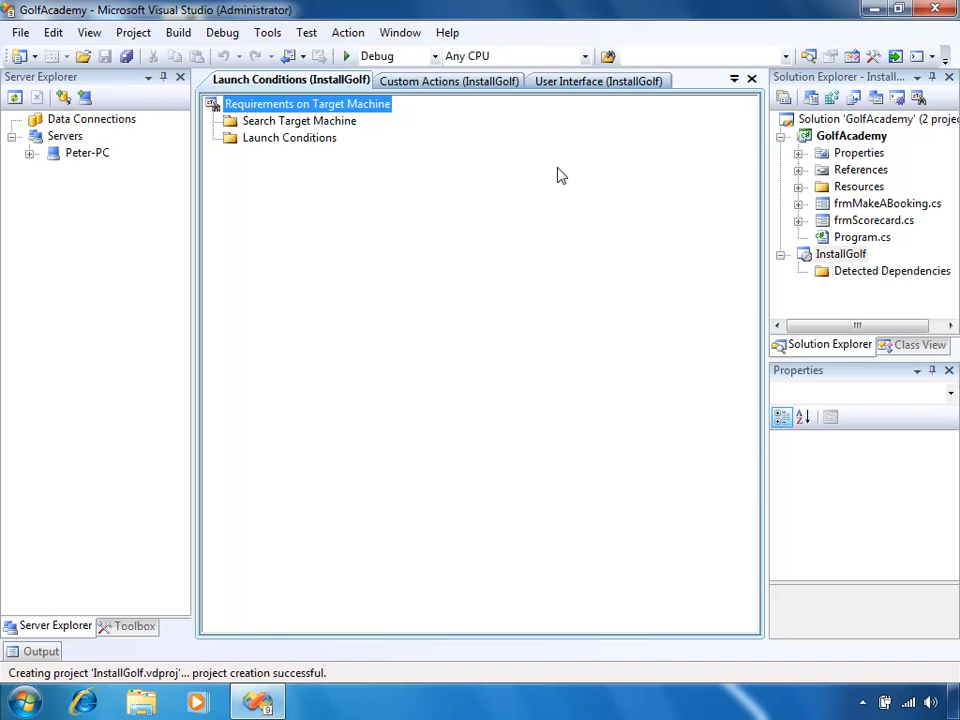 GolfAcademy - Microsoft Visual Studio (Administrator)
File Edit View Project Build Debug Tools Test Action Window Help
Debug Any CPU
Server Explorer
Data Connections
Servers
Peter-PC
Server Explorer Toolbox
Output
Launch Conditions (InstallGolf) Custom Actions (InstallGolf) User Interface (InstallGolf)
Requirements on Target Machine
Search Target Machine
Launch Conditions
Solution Explorer - Install...
Solution 'GolfAcademy' (2 projec
GolfAcademy
Properties
References
Resources
frmMakeABooking.cs
frmScorecard.cs
Program.cs
InstallGolf
Detected Dependencies
Solution Explorer Class View
Properties
Creating project 'InstallGolf.vdproj'... project creation successful.
9